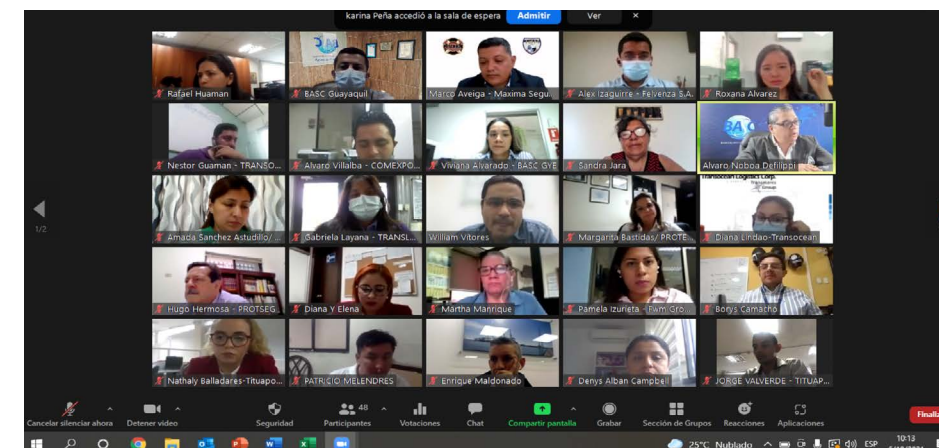 karina Peña accedió a la sala de espera Admitir Ver ×
Rafael Huaman BASC Guayaquil Marco Aveiga - Maxima Segu... Alex Izaguirre - Felvenza S.A. Roxana Alvarez
Nestor Guaman - TRANSO... Alvaro Villalba - COMEXPO... Viviana Alvarado - BASC GYE Sandra Jara Alvaro Noboa Defilippi
Amada Sanchez Astudillo/ ... Gabriela Layana - TRANSL... William Vitores Margarita Bastidas/ PROTE... Diana Lindao-Transocean
1/2
Hugo Hermosa - PROTSEG... Diana Y Elena Martha Manrique Pamela Izurieta - Fwm Gro... Borys Camacho
Nathaly Balladares-Tituapo... PATRICIO MELENDRES Enrique Maldonado Denys Alban Campbell JORGE VALVERDE - TITUAP...
48
Cancelar silenciar ahora Detener video Seguridad Participantes Votaciones Chat Compartir pantalla Grabar Sección de Grupos Reacciones Aplicaciones Finaliz
25°C Nublado ESP 10:13